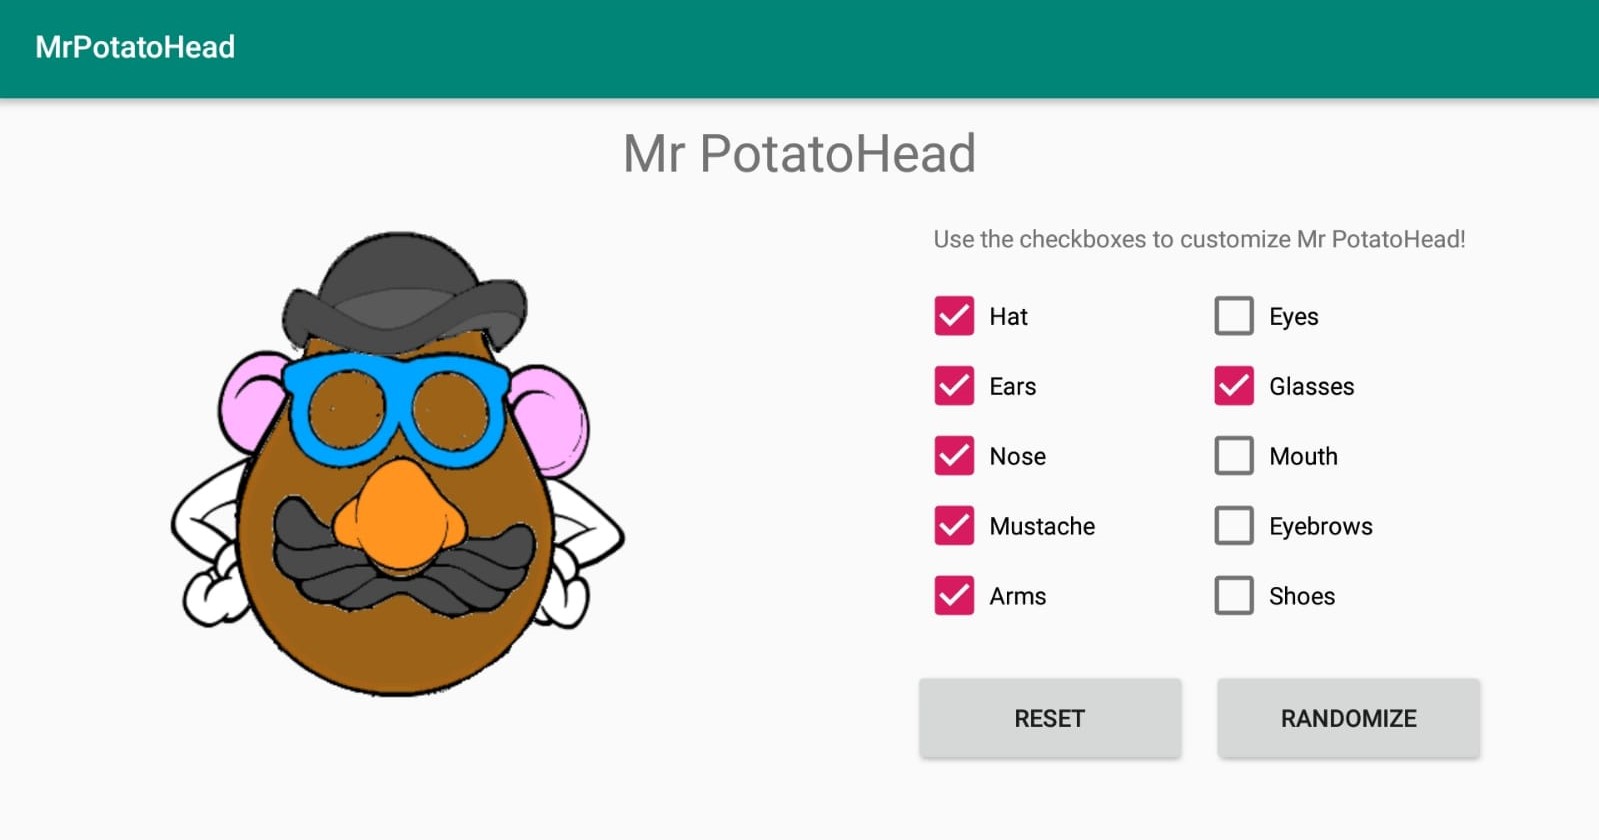 MrPotatoHead
Mr PotatoHead
Use the checkboxes to customize Mr PotatoHead!
Hat
Eyes
Ears
Glasses
Nose
Mouth
Mustache
Eyebrows
Arms
Shoes
RESET
RANDOMIZE